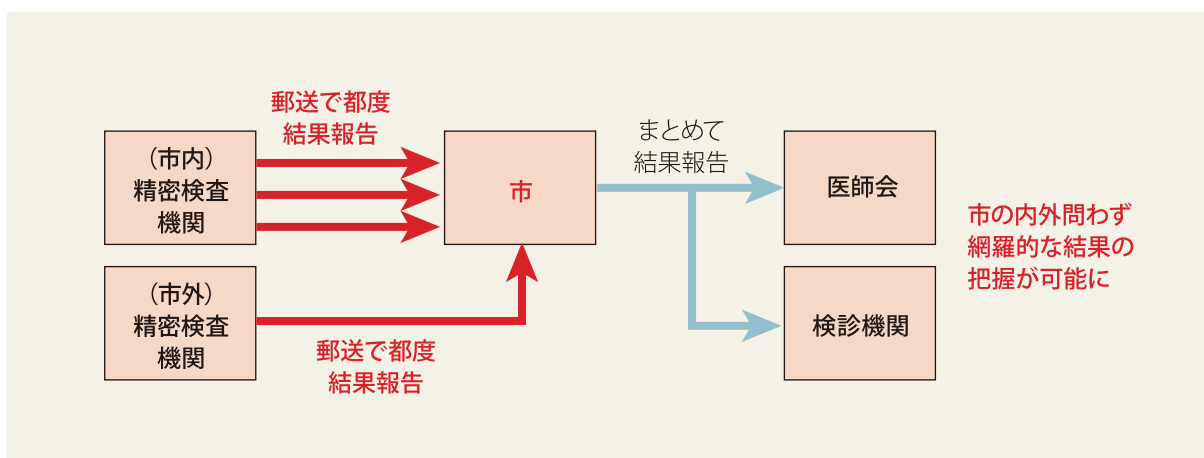 郵送で都度
結果報告
（市内）
精密検査
機関
市
まとめて
結果報告
医師会
市の内外問わず
網羅的な結果の
把握が可能に
（市外）
精密検査
機関
郵送で都度
結果報告
検診機関